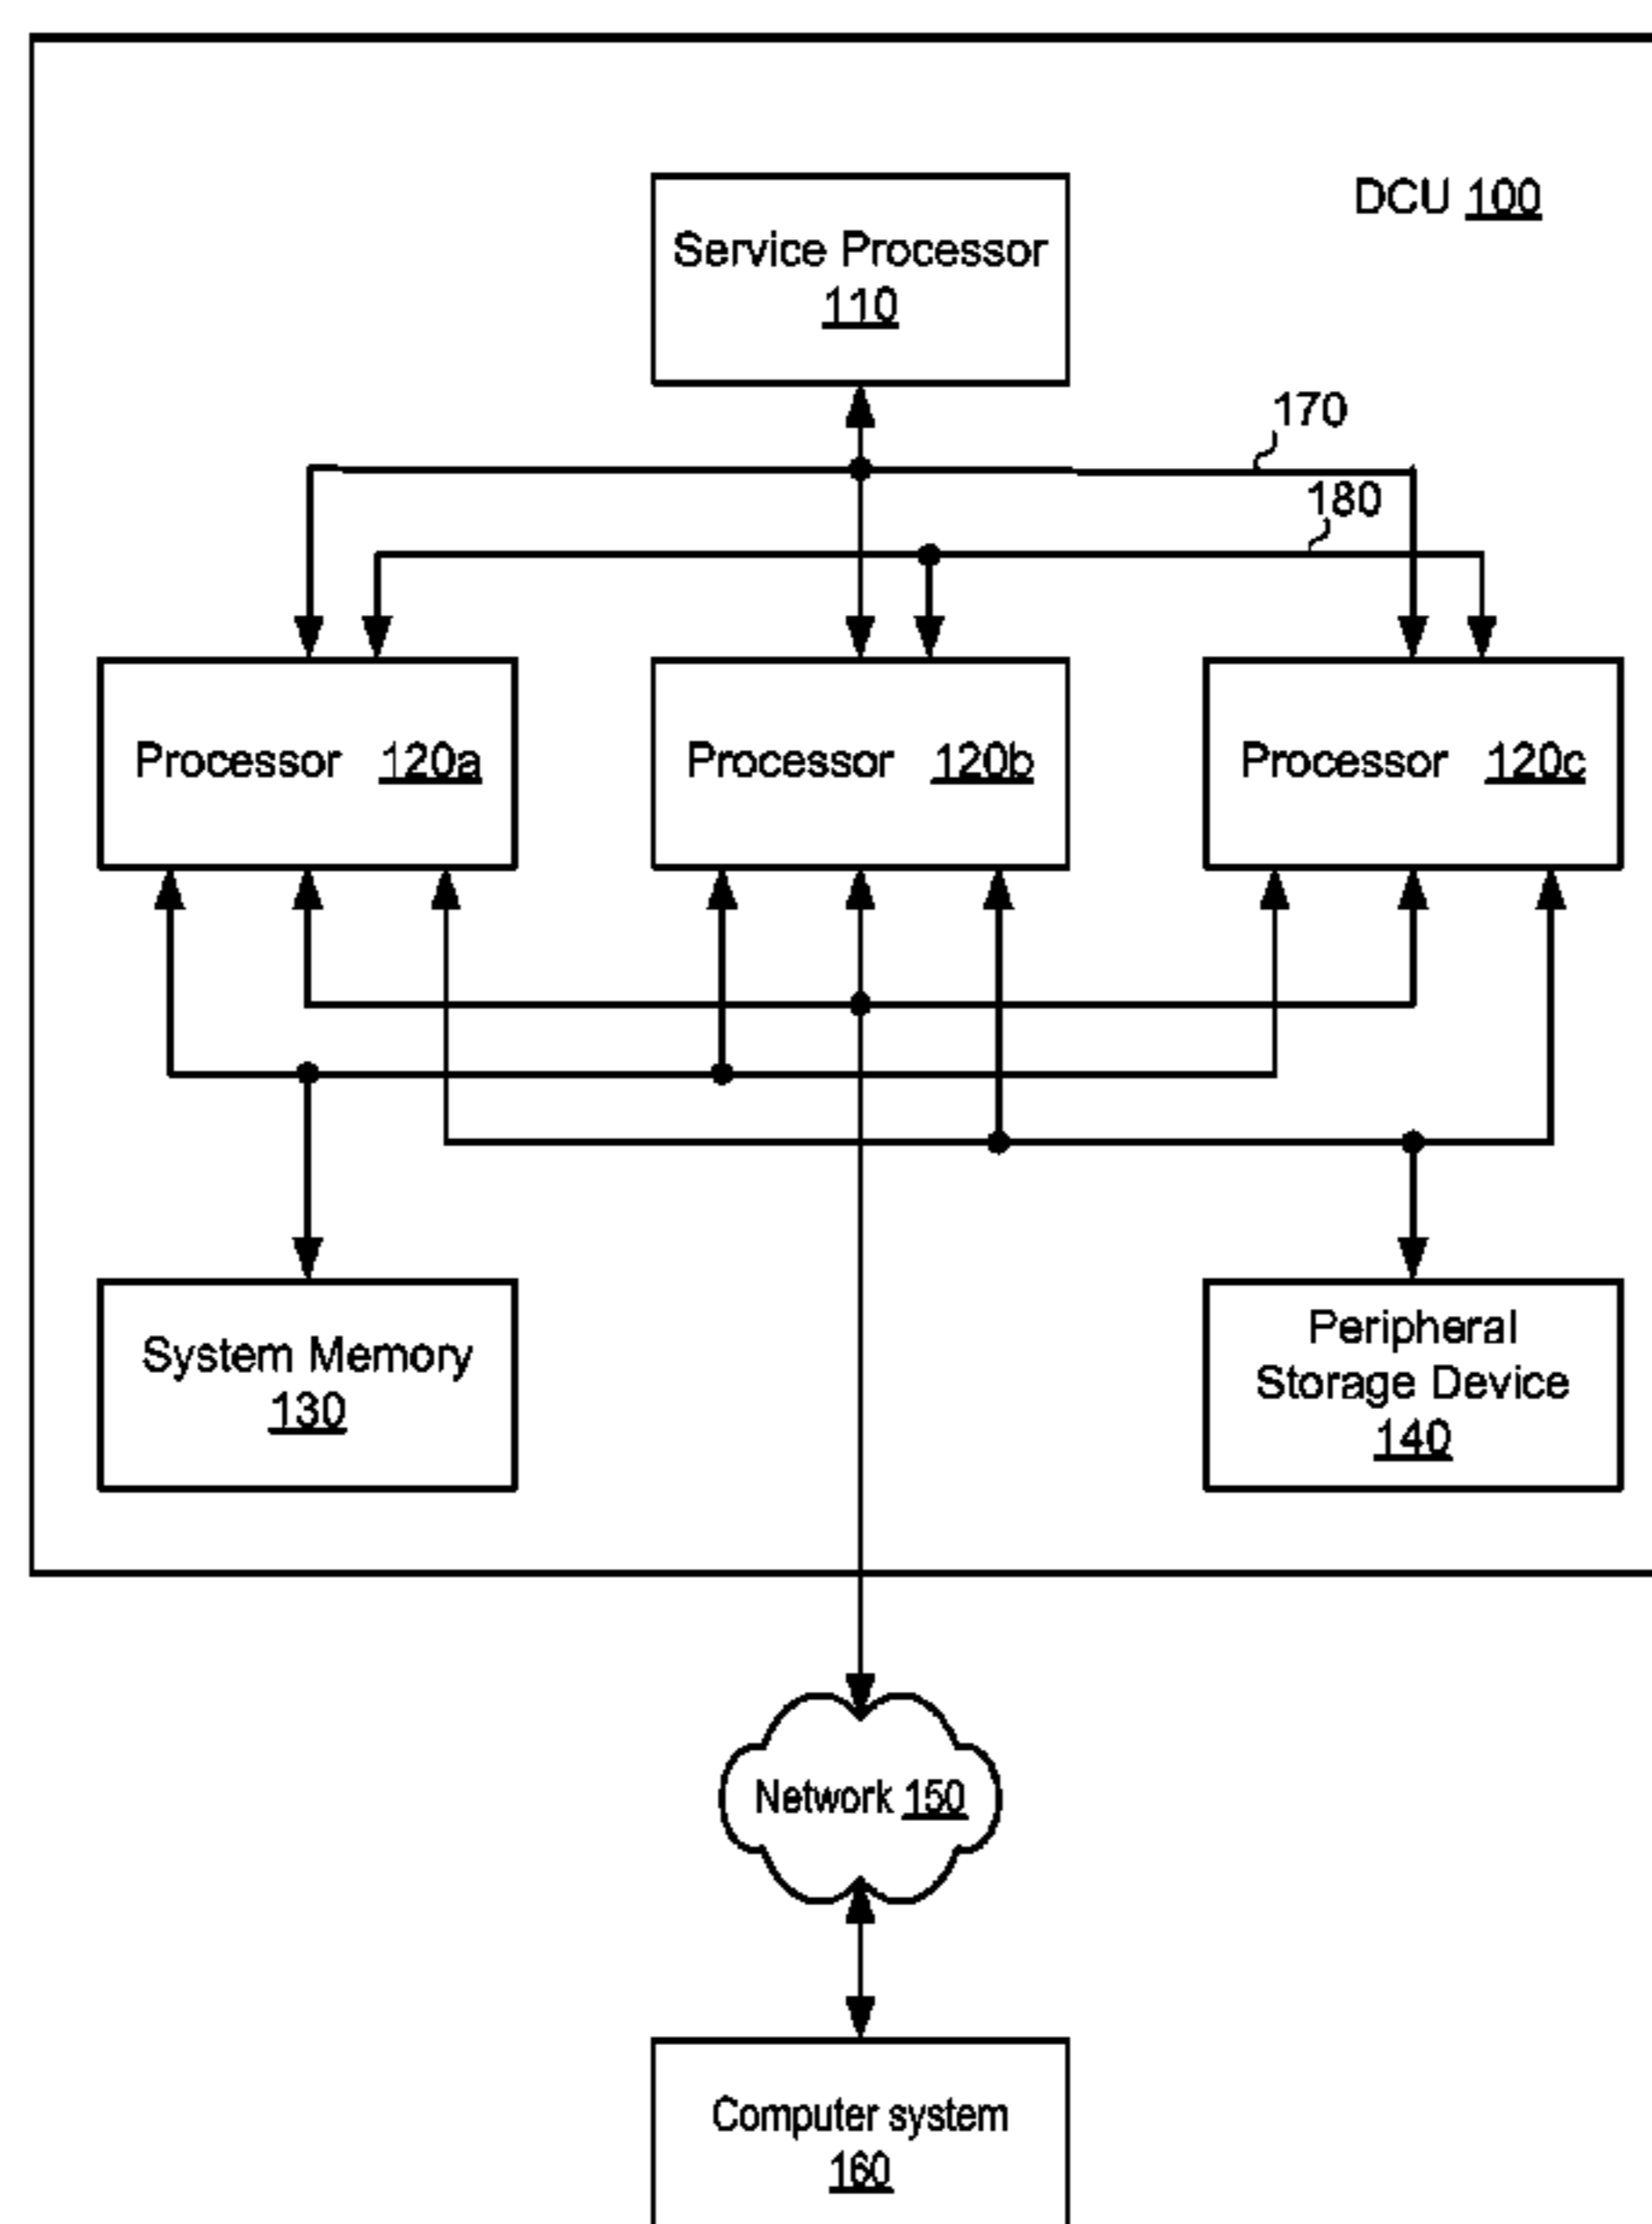 DCU 100
Service Processor
110
170
180
Processor 120a
Processor 120b
Processor 120c
System Memory
130
Peripheral
Storage Device
140
Network 150
Computer system
160